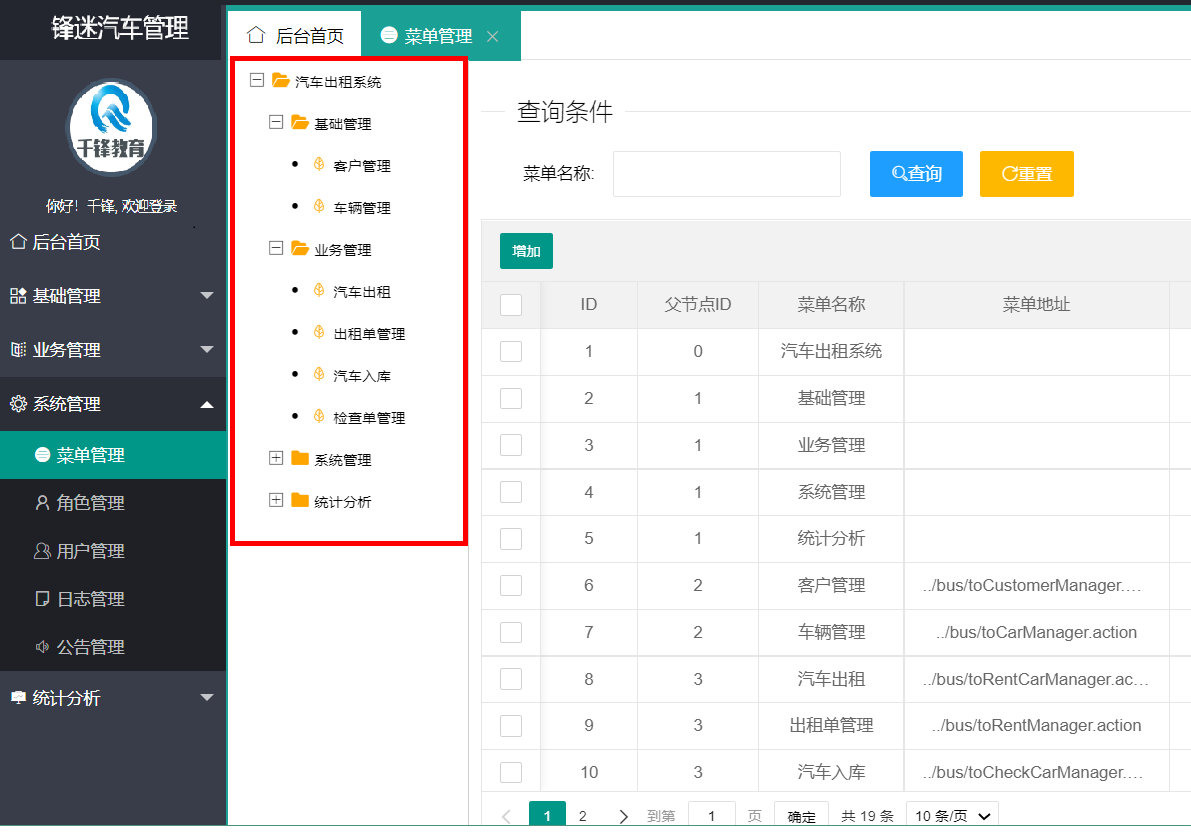 锋迷汽车管理
千锋教育
你好！千锋, 欢迎登录
后台首页
基础管理
业务管理
系统管理
菜单管理
角色管理
用户管理
日志管理
公告管理
统计分析
后台首页 菜单管理
汽车出租系统
基础管理
客户管理
车辆管理
业务管理
汽车出租
出租单管理
汽车入库
检查单管理
系统管理
统计分析
查询条件
菜单名称: 查询 重置
增加
ID 父节点ID 菜单名称 菜单地址
1 0 汽车出租系统
2 1 基础管理
3 1 业务管理
4 1 系统管理
5 1 统计分析
6 2 客户管理 ../bus/toCustomerManager....
7 2 车辆管理 ../bus/toCarManager.action
8 3 汽车出租 ../bus/toRentCarManager.ac...
9 3 出租单管理 ../bus/toRentManager.action
10 3 汽车入库 ../bus/toCheckCarManager....
1 2 到第 1 页 确定 共 19 条 10 条/页